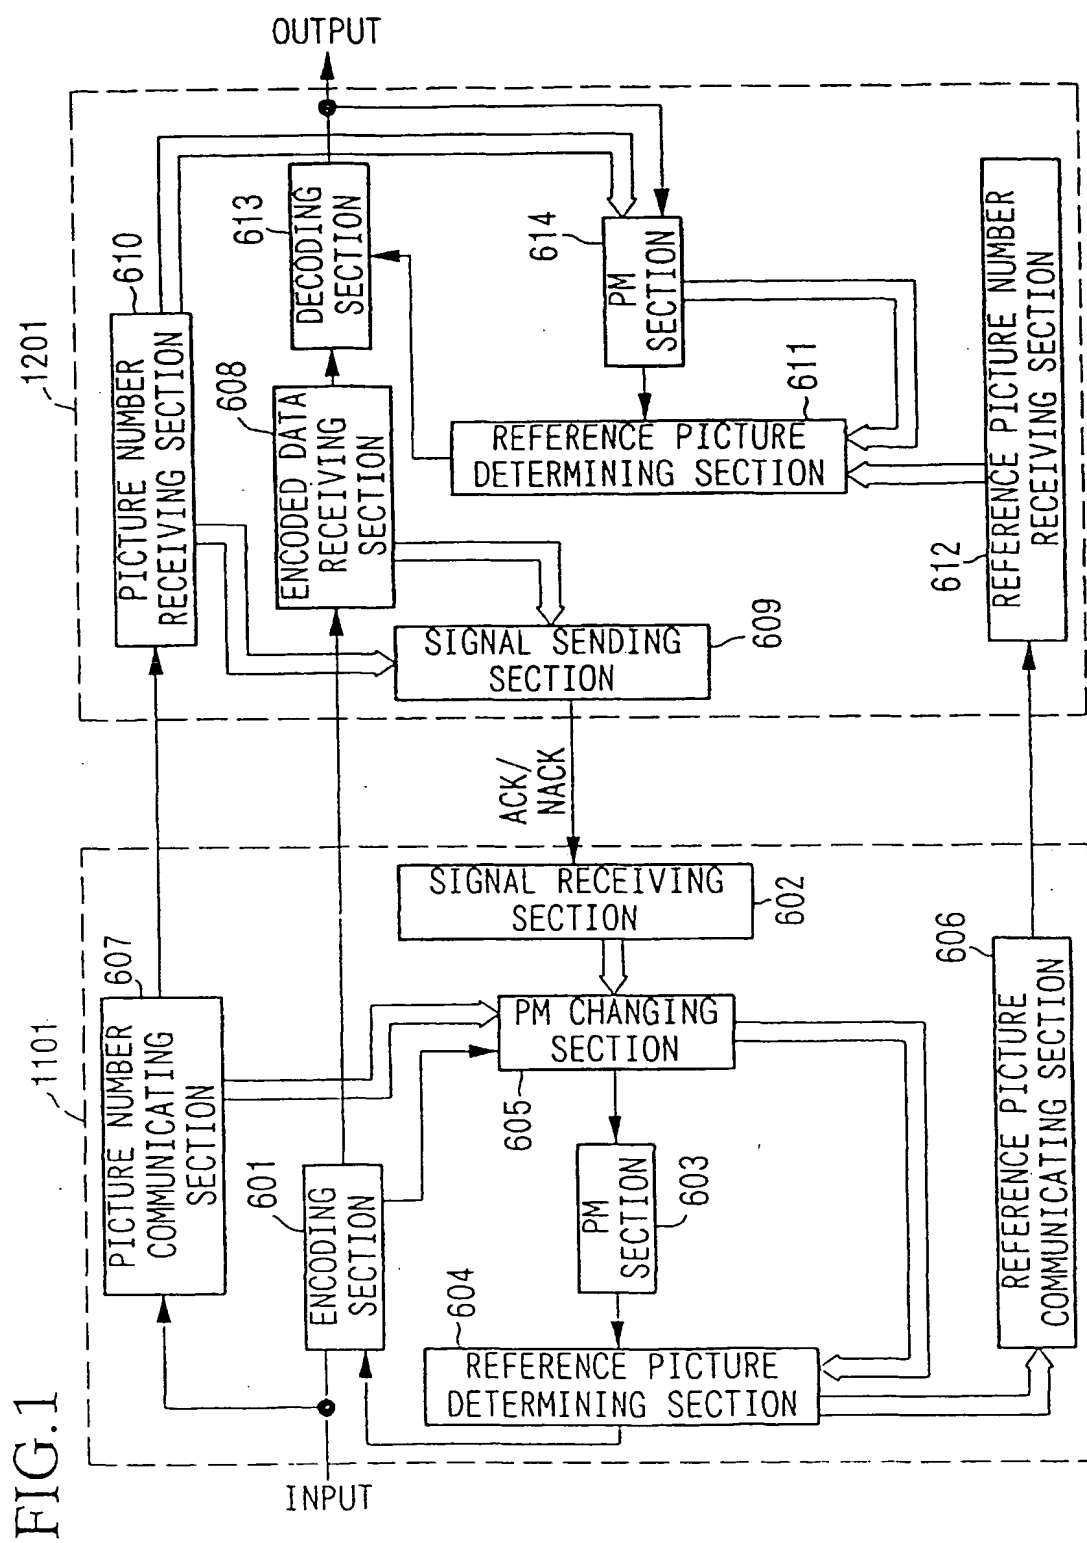 FIG.1
1101
1201
INPUT
OUTPUT
607
PICTURE NUMBER
COMMUNICATING
SECTION
610
PICTURE NUMBER
RECEIVING SECTION
601
ENCODING
SECTION
608
ENCODED DATA
RECEIVING
SECTION
613
DECODING
SECTION
604
REFERENCE PICTURE
DETERMINING SECTION
603
PM
SECTION
605
PM CHANGING
SECTION
602
SIGNAL RECEIVING
SECTION
ACK/
NACK
609
SIGNAL SENDING
SECTION
611
REFERENCE PICTURE
DETERMINING SECTION
614
PM
SECTION
606
REFERENCE PICTURE
COMMUNICATING SECTION
612
REFERENCE PICTURE NUMBER
RECEIVING SECTION